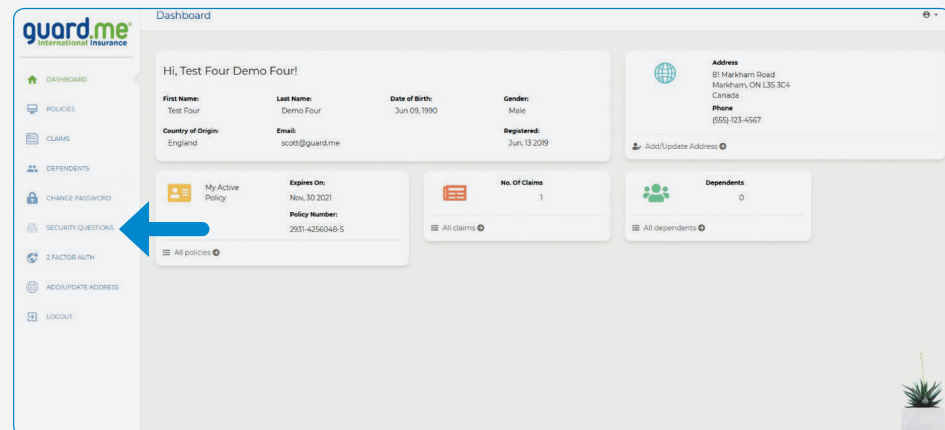 guard.me
International Insurance
DASHBOARD
POLICIES
CLAIMS
DEPENDENTS
CHANGE PASSWORD
SECURITY QUESTIONS
2 FACTOR AUTH
ADD/UPDATE ADDRESS
LOGOUT
Dashboard
Hi, Test Four Demo Four!
First Name: Last Name: Date of Birth: Gender:
Test Four Demo Four Jun 09, 1990 Male
Country of Origin: Email: Registered:
England scott@guard.me Jun, 13 2019
Address
81 Markham Road
Markham, ON L3S 3C4
Canada
Phone
(555)-123-4567
Add/Update Address
My Active
Policy
Expires On:
Nov, 30 2021
Policy Number:
2931-4256048-S
All policies
No. Of Claims
1
All claims
Dependents
0
All dependents